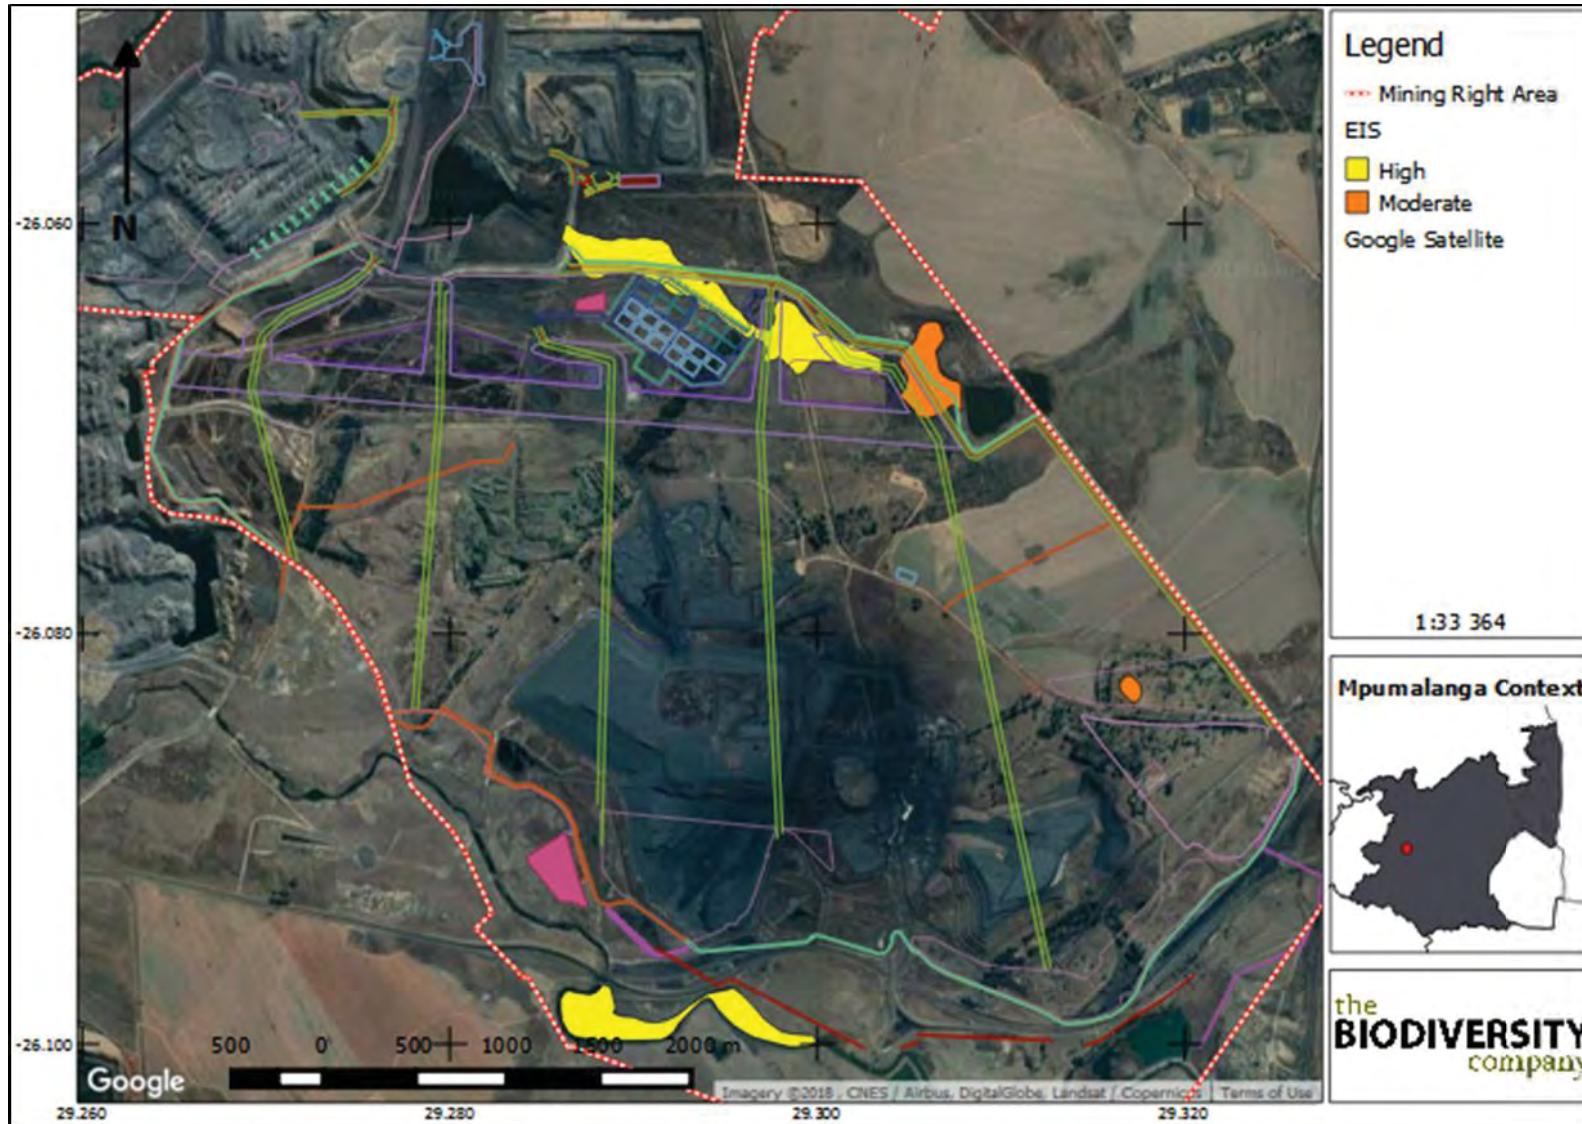 Legend
Mining Right Area
EIS
High
Moderate
Google Satellite
1:33 364
Mpumalanga Context
the
BIODIVERSITY
company
N
-26.060
-26.080
-26.100
500 0 500 1000 1500 2000 m
Google
Imagery ©2018 , CNES / Airbus, DigitalGlobe, Landsat / Copernicus Terms of Use
29.260 29.280 29.300 29.320